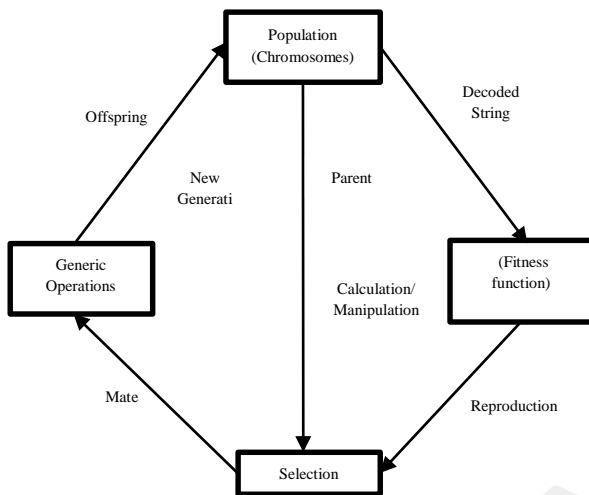 Population
(Chromosomes)
Offspring
Decoded
String
New
Generati
Parent
Generic
Operations
(Fitness
function)
Calculation/
Manipulation
Mate
Reproduction
Selection